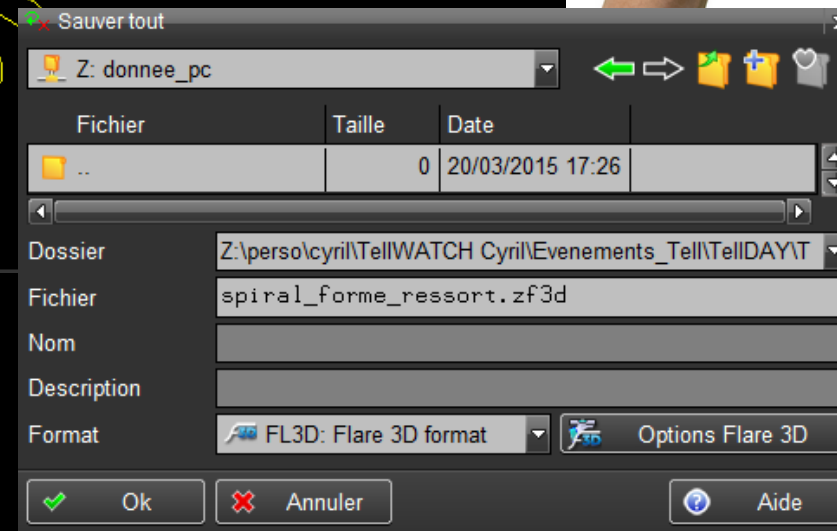 Sauver tout
Z: donnee_pc
Fichier Taille Date
.. 0 20/03/2015 17:26
Dossier Z:\perso\cyril\TellWATCH Cyril\Evenements_Tell\TellDAY\T
Fichier spiral_forme_ressort.zf3d
Nom
Description
Format FL3D: Flare 3D format Options Flare 3D
Ok Annuler Aide